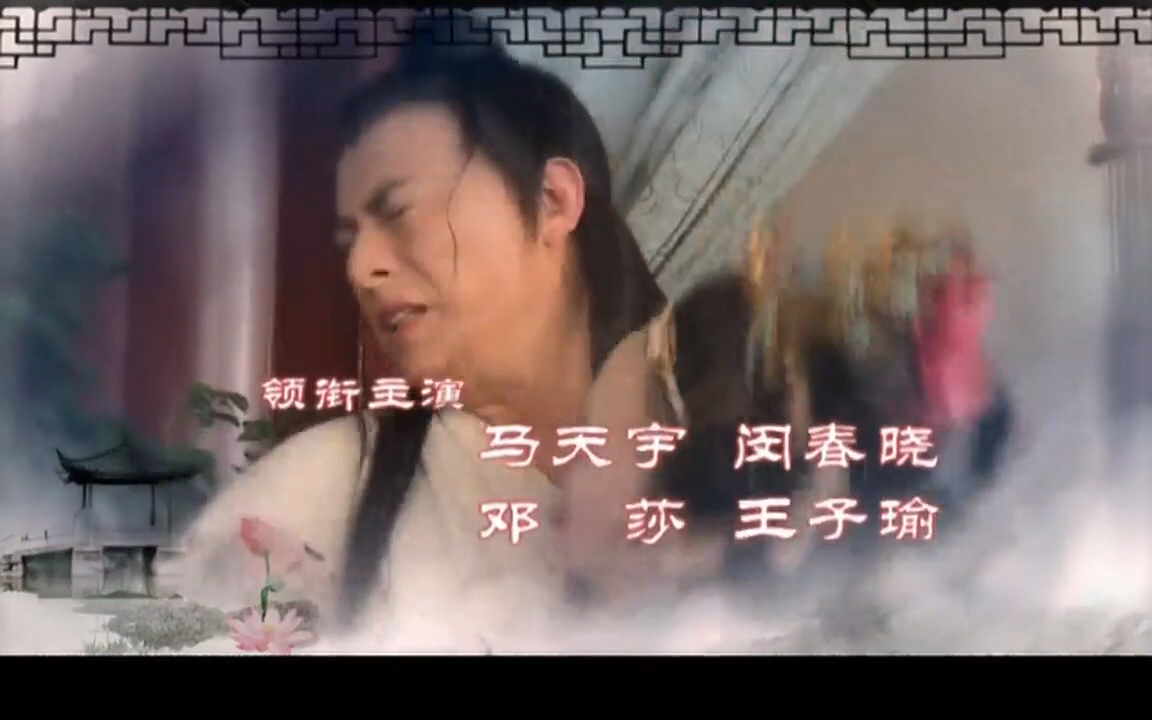 领衔主演
马天宇 闵春晓
邓 莎 王子瑜